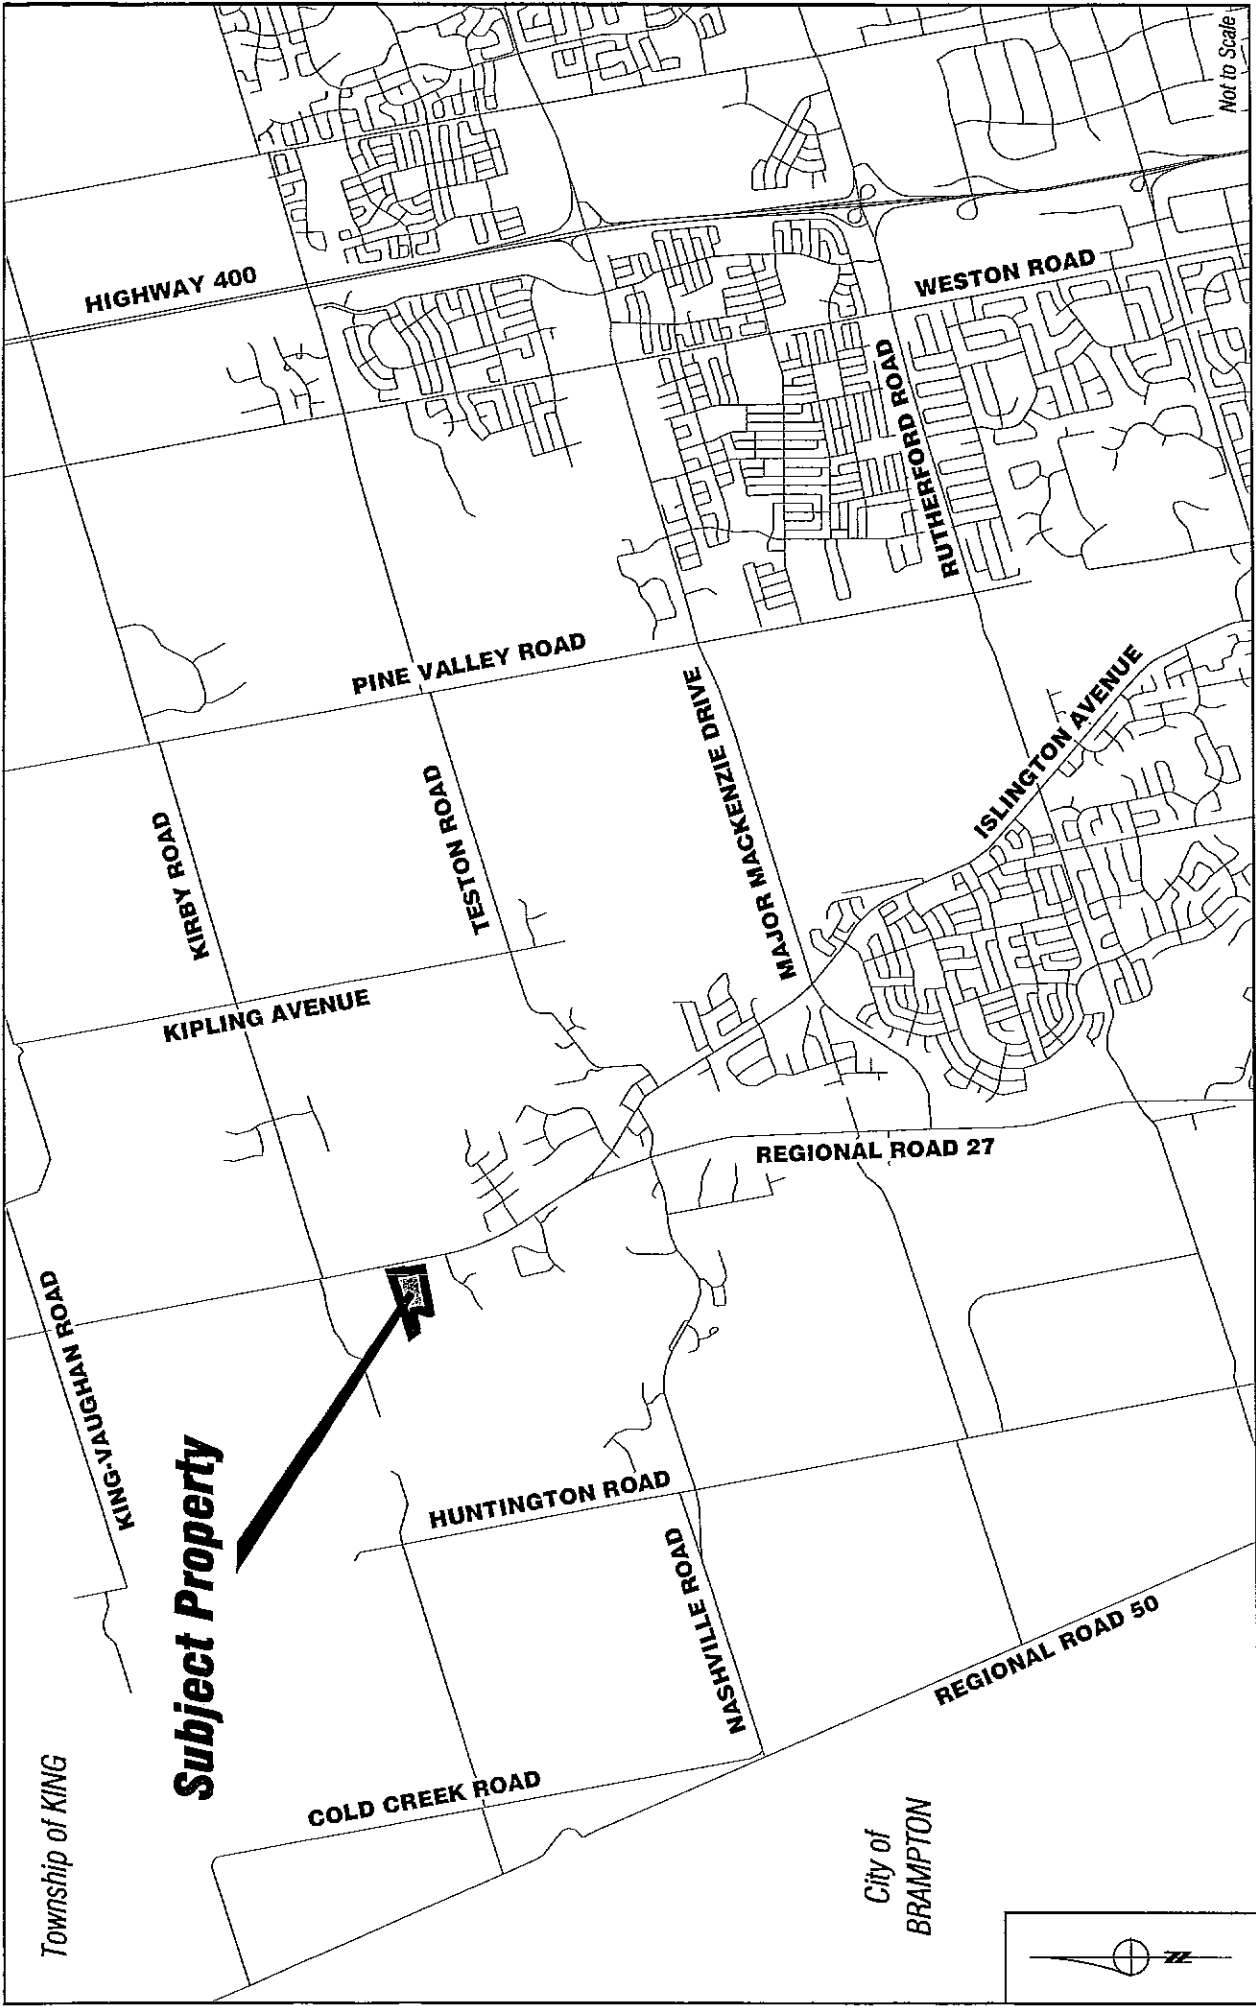 Township of KING
KING-VAUGHAN ROAD
Subject Property
COLD CREEK ROAD
HUNTINGTON ROAD
NASHVILLE ROAD
REGIONAL ROAD 50
City of
BRAMPTON
REGIONAL ROAD 27
KIPLING AVENUE
KIRBY ROAD
TESTON ROAD
MAJOR MACKENZIE DRIVE
ISLINGTON AVENUE
PINE VALLEY ROAD
RUTHERFORD ROAD
WESTON ROAD
HIGHWAY 400
Not to Scale
N